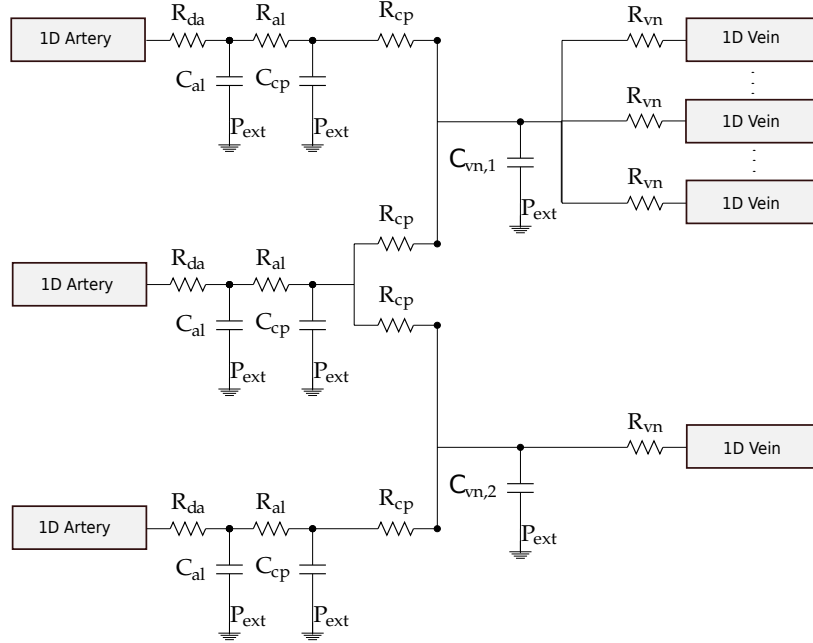 R_da
R_al
R_cp
R_vn
1D Artery
1D Vein
C_al
C_cp
R_vn
P_ext
P_ext
1D Vein
C_vn,1
R_vn
P_ext
1D Vein
R_cp
R_da
R_al
1D Artery
R_cp
C_al
C_cp
P_ext
P_ext
R_vn
1D Vein
C_vn,2
R_da
R_al
R_cp
1D Artery
P_ext
C_al
C_cp
P_ext
P_ext